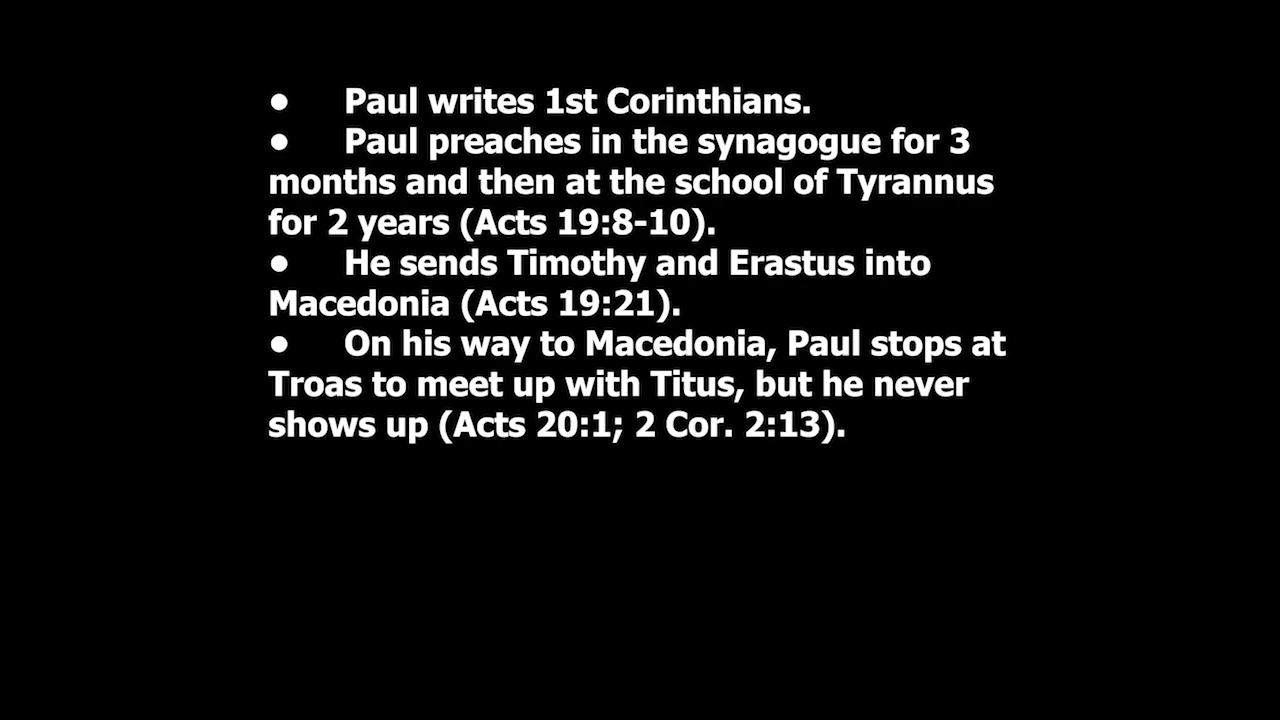 ● Paul writes 1st Corinthians.
● Paul preaches in the synagogue for 3
months and then at the school of Tyrannus
for 2 years (Acts 19:8-10).
● He sends Timothy and Erastus into
Macedonia (Acts 19:21).
● On his way to Macedonia, Paul stops at
Troas to meet up with Titus, but he never
shows up (Acts 20:1; 2 Cor. 2:13).